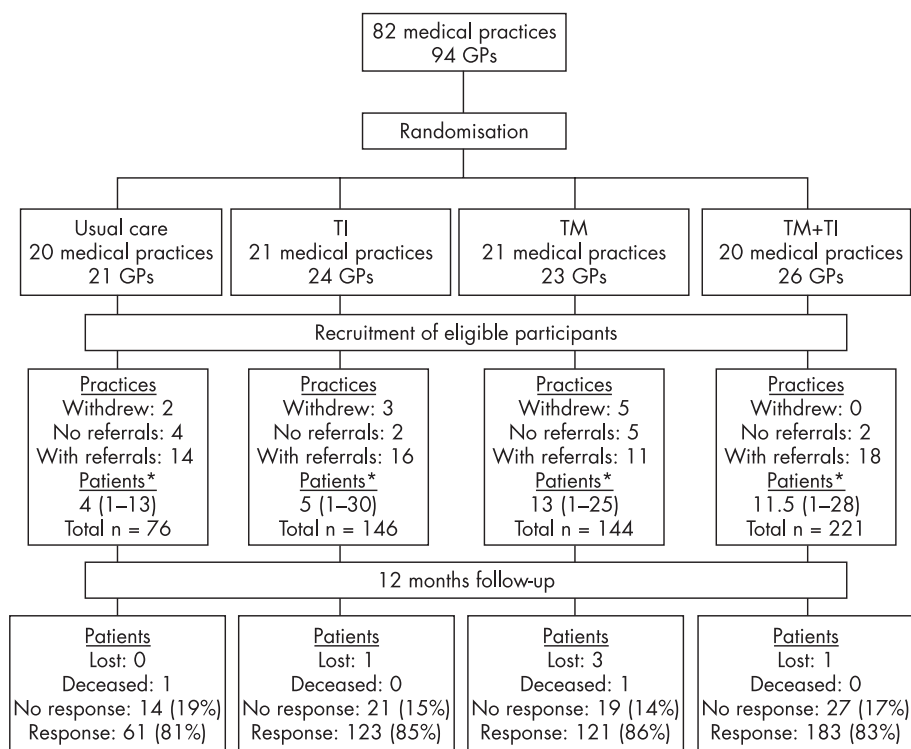 82 medical practices
94 GPs
Randomisation
Usual care
20 medical practices
21 GPs
TI
21 medical practices
24 GPs
TM
21 medical practices
23 GPs
TM+TI
20 medical practices
26 GPs
Recruitment of eligible participants
Practices
Withdrew: 2
No referrals: 4
With referrals: 14
Patients*
4 (1–13)
Total n = 76
Practices
Withdrew: 3
No referrals: 2
With referrals: 16
Patients*
5 (1–30)
Total n = 146
Practices
Withdrew: 5
No referrals: 5
With referrals: 11
Patients*
13 (1–25)
Total n = 144
Practices
Withdrew: 0
No referrals: 2
With referrals: 18
Patients*
11.5 (1–28)
Total n = 221
12 months follow-up
Patients
Lost: 0
Deceased: 1
No response: 14 (19%)
Response: 61 (81%)
Patients
Lost: 1
Deceased: 0
No response: 21 (15%)
Response: 123 (85%)
Patients
Lost: 3
Deceased: 1
No response: 19 (14%)
Response: 121 (86%)
Patients
Lost: 1
Deceased: 0
No response: 27 (17%)
Response: 183 (83%)